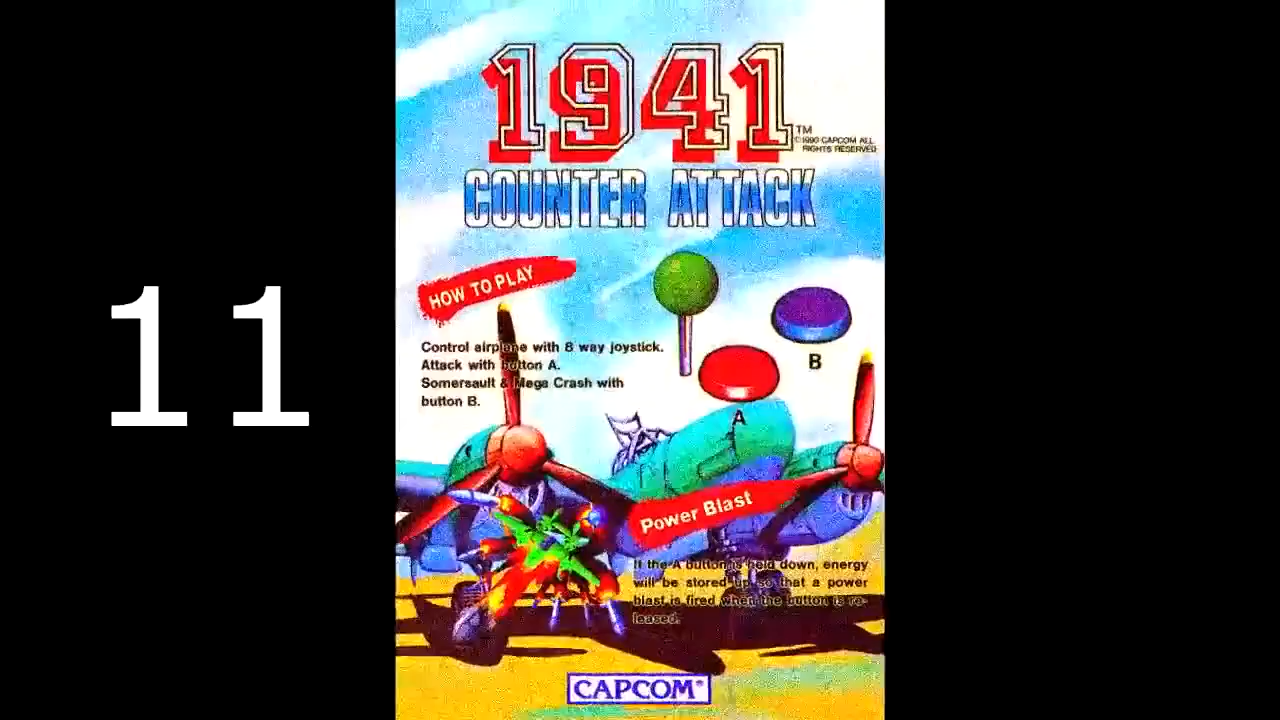 11
1941
TM
©1990 CAPCOM ALL
RIGHTS RESERVED
COUNTER ATTACK
HOW TO PLAY
Control airplane with 8 way joystick.
Attack with button A.
Somersault & Mega Crash with
button B.
B
A
Power Blast
If the A button is held down, energy
will be stored up so that a power
blast is fired when the button is re-
leased.
CAPCOM®